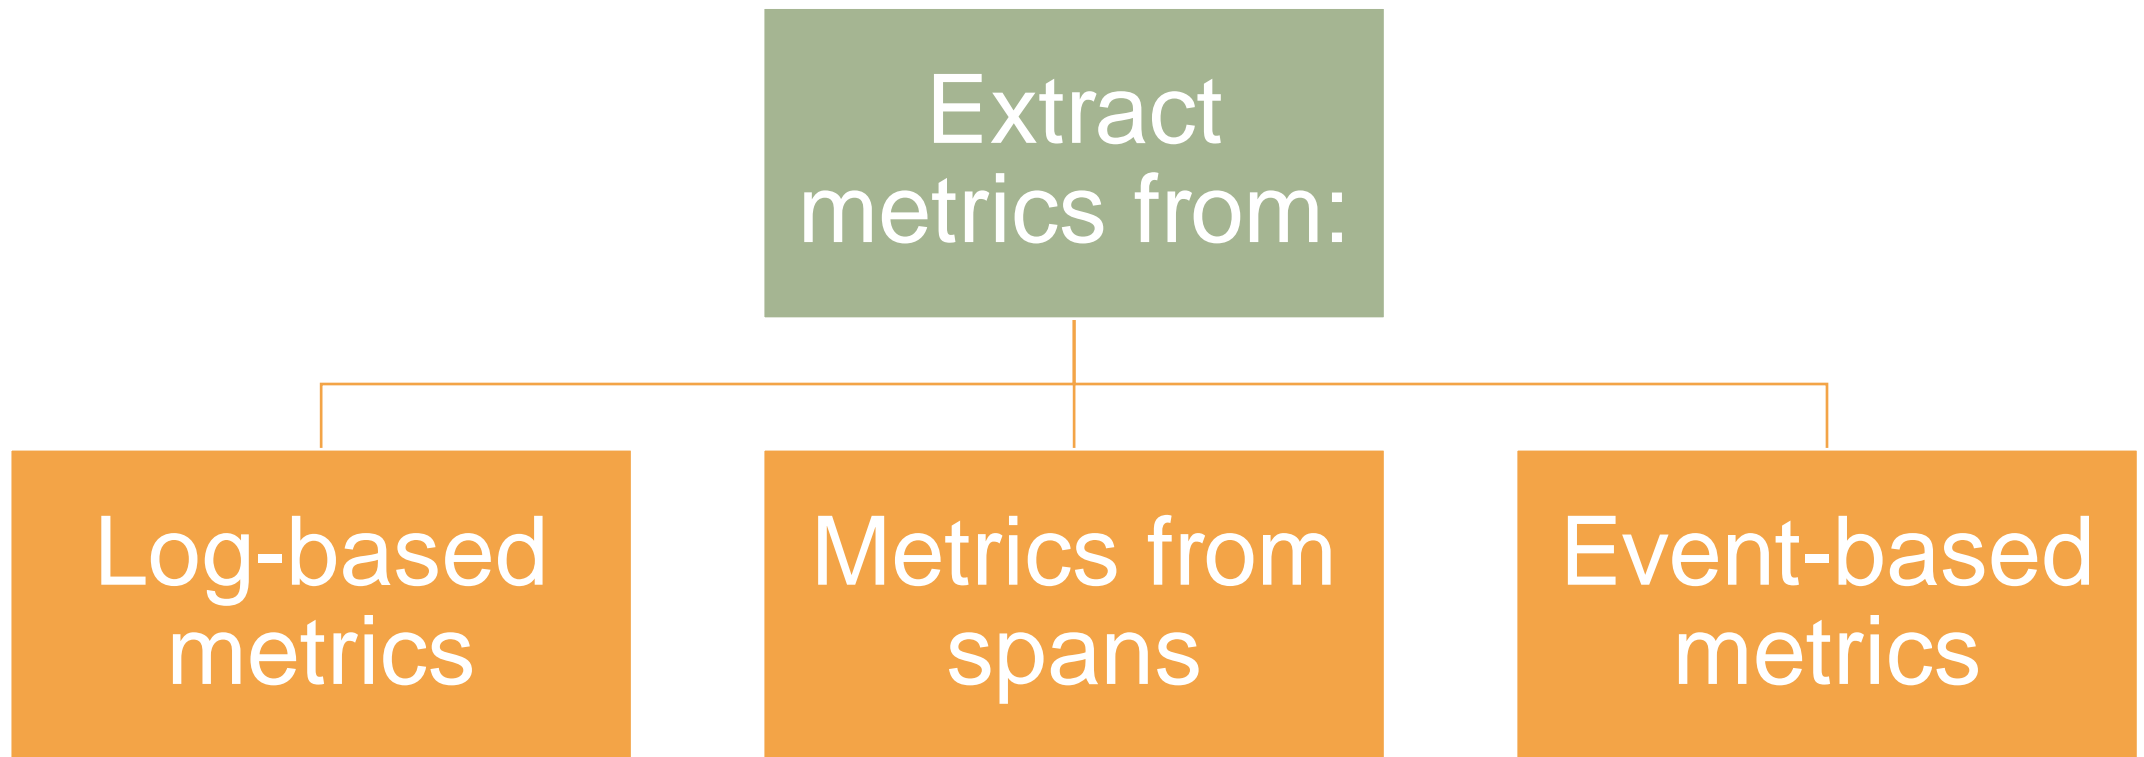 Extract
metrics from:
Log-based
metrics
Metrics from
spans
Event-based
metrics